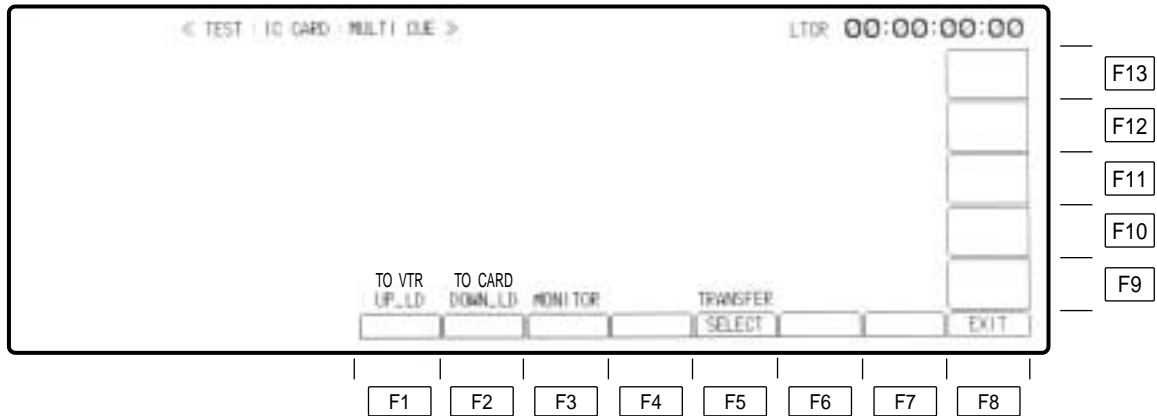 ≪ TEST : IC CARD : MULTI CUE ≫ LTCR 00:00:00:00
F13
F12
F11
F10
F9
TO VTR TO CARD
UP_LD DOWN_LD MONITOR TRANSFER
SELECT EXIT
F1 F2 F3 F4 F5 F6 F7 F8